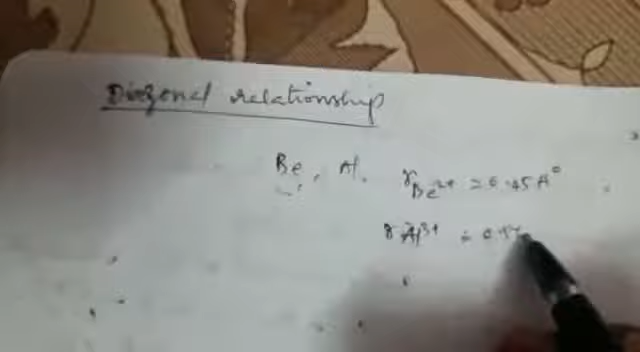 Diagonal relationship
Be, Al. r Be²⁺ = 0.45 A°
r Al³⁺ =